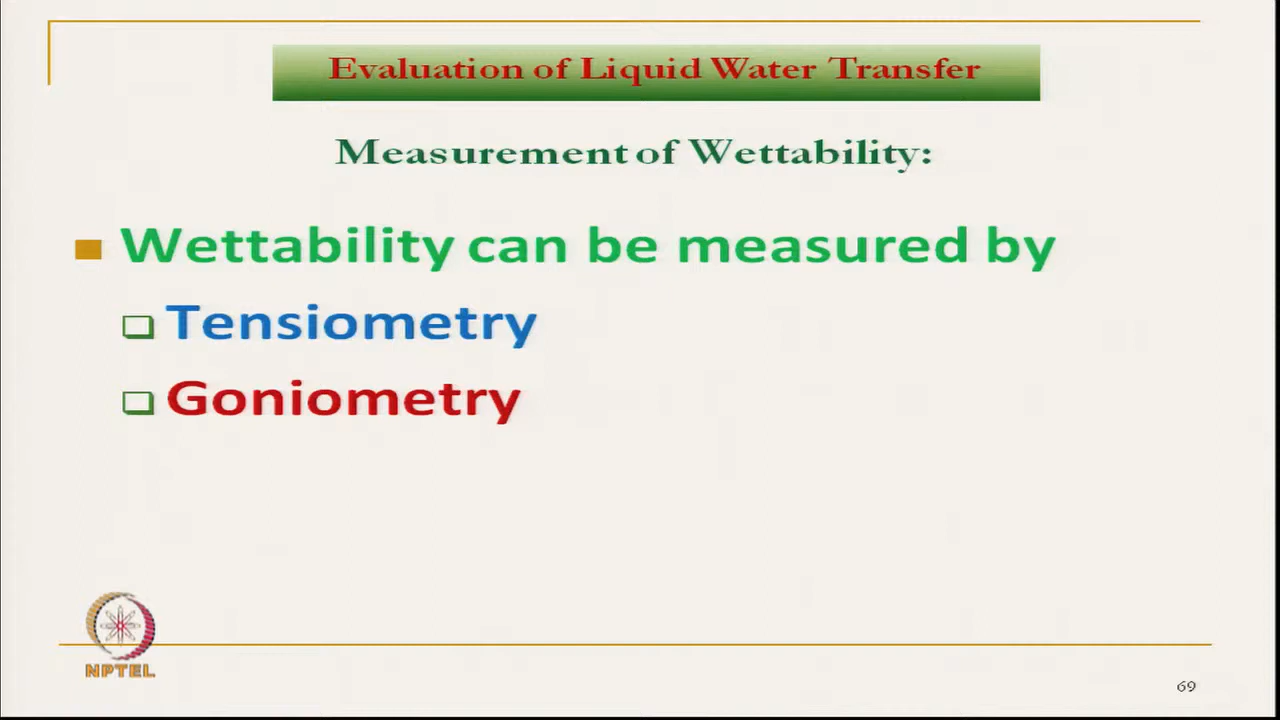 Evaluation of Liquid Water Transfer
Measurement of Wettability:
Wettability can be measured by
Tensiometry
Goniometry
NPTEL
69